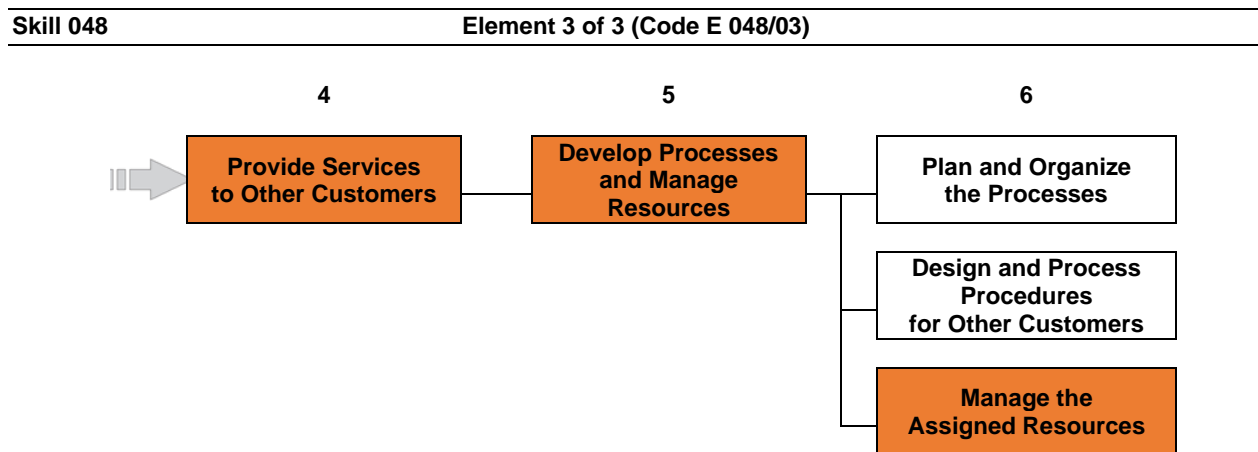 Skill 048 Element 3 of 3 (Code E 048/03)
4 5 6
Provide Services
to Other Customers
Develop Processes
and Manage
Resources
Plan and Organize
the Processes
Design and Process
Procedures
for Other Customers
Manage the
Assigned Resources